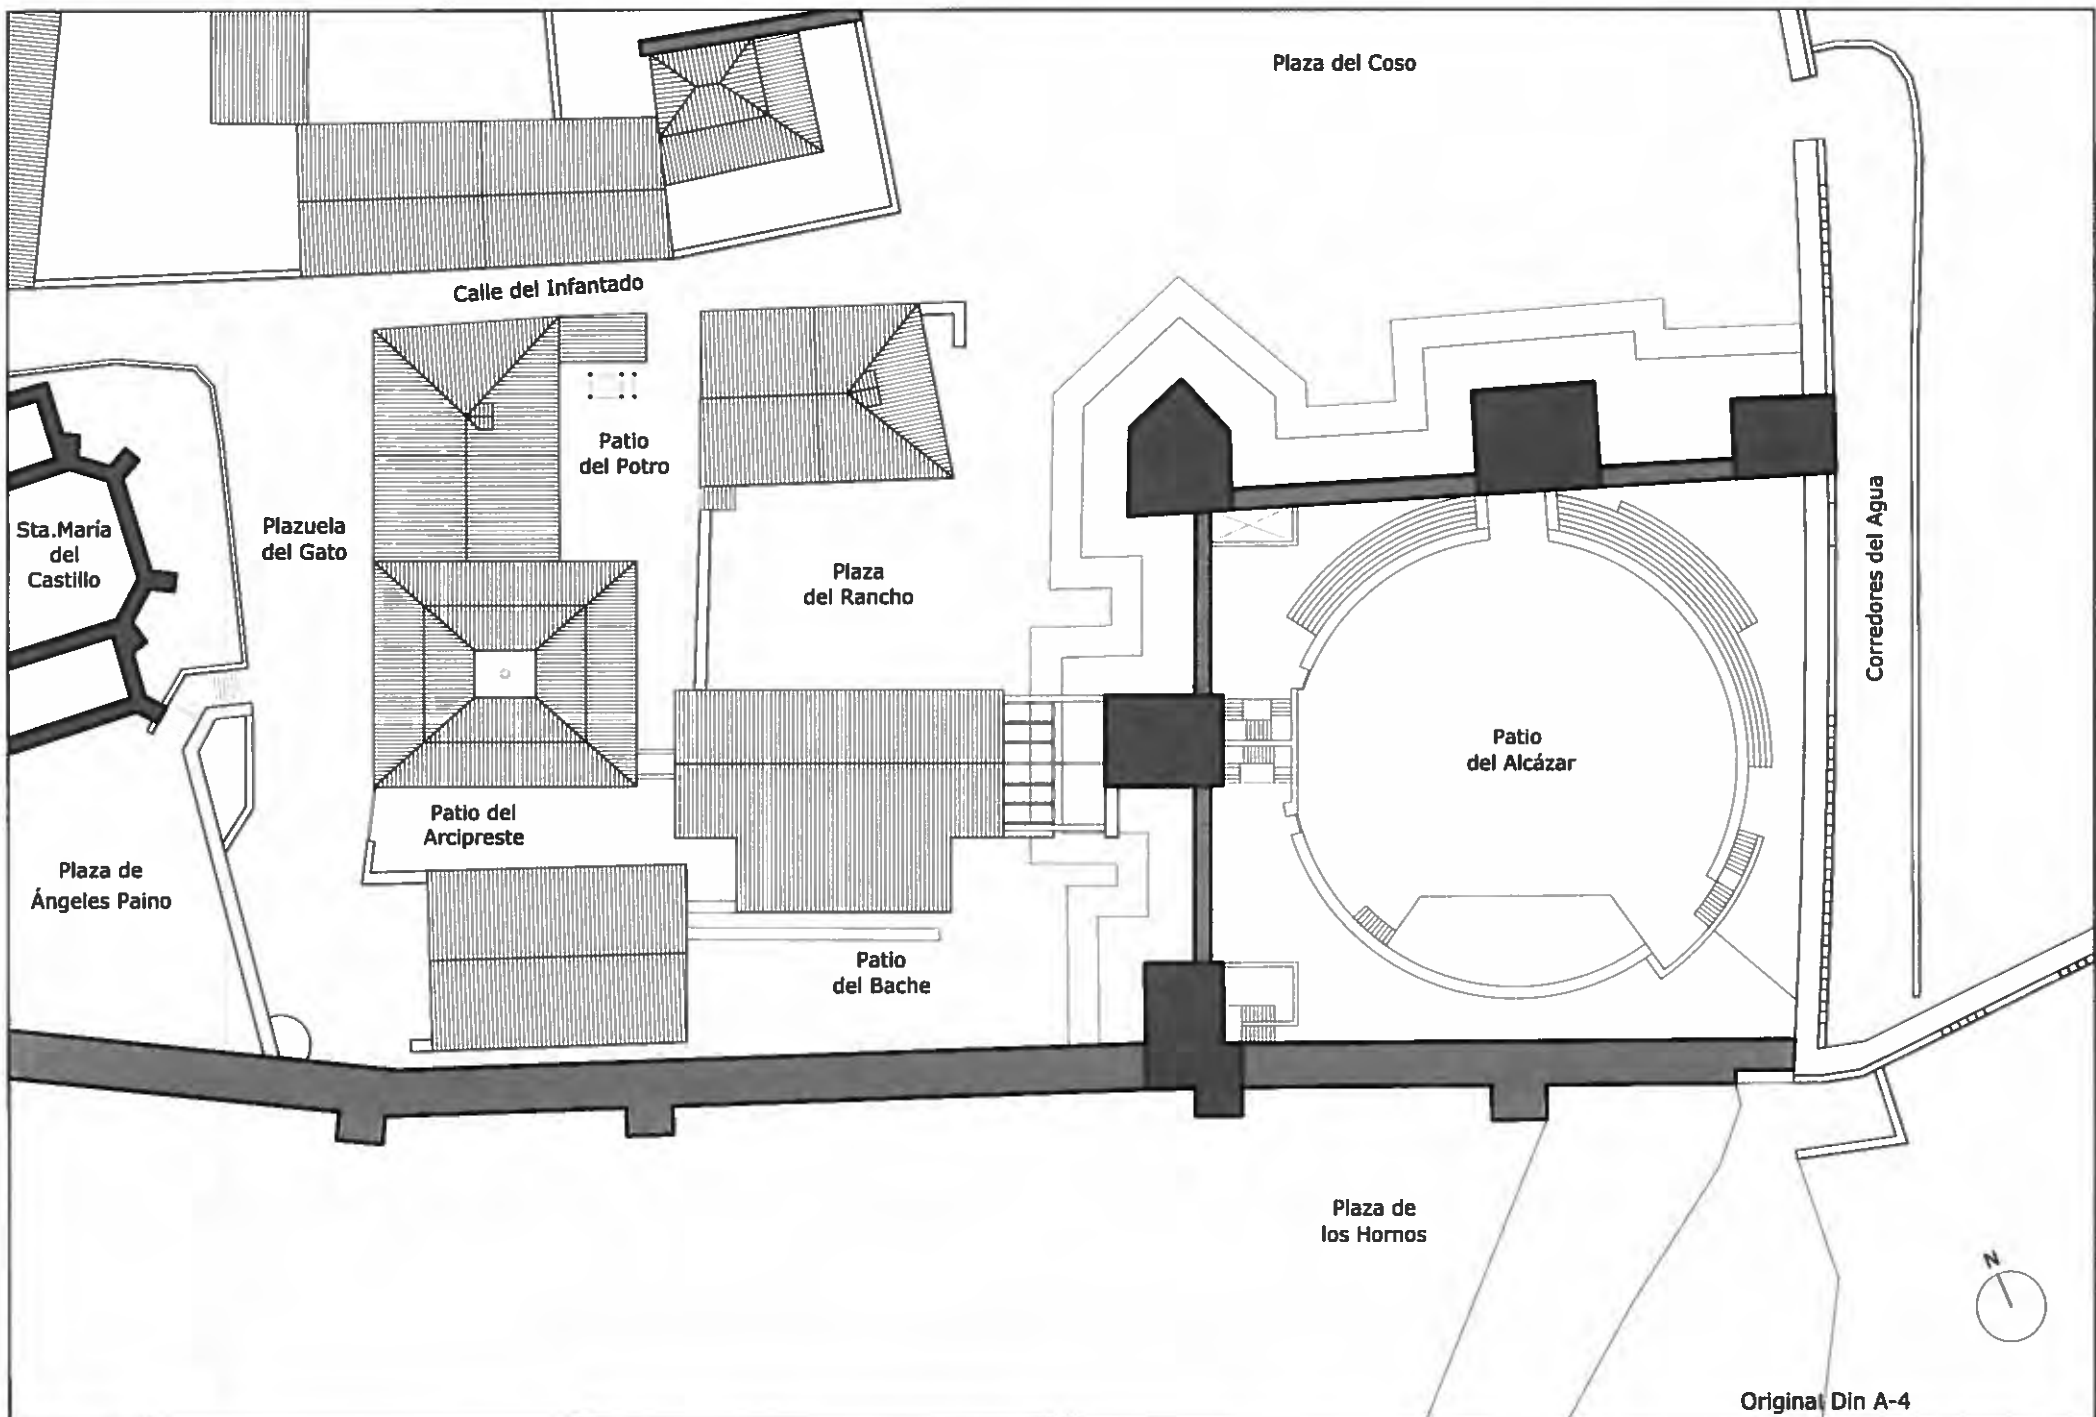 Plaza del Coso
Calle del Infantado
Patio
del Potro
Sta.María
del
Castillo
Plazuela
del Gato
Plaza
del Rancho
Corredores del Agua
Patio
del Alcázar
Patio del
Arcipreste
Plaza de
Ángeles Paino
Patio
del Bache
Plaza de
los Hornos
N
Original Din A-4